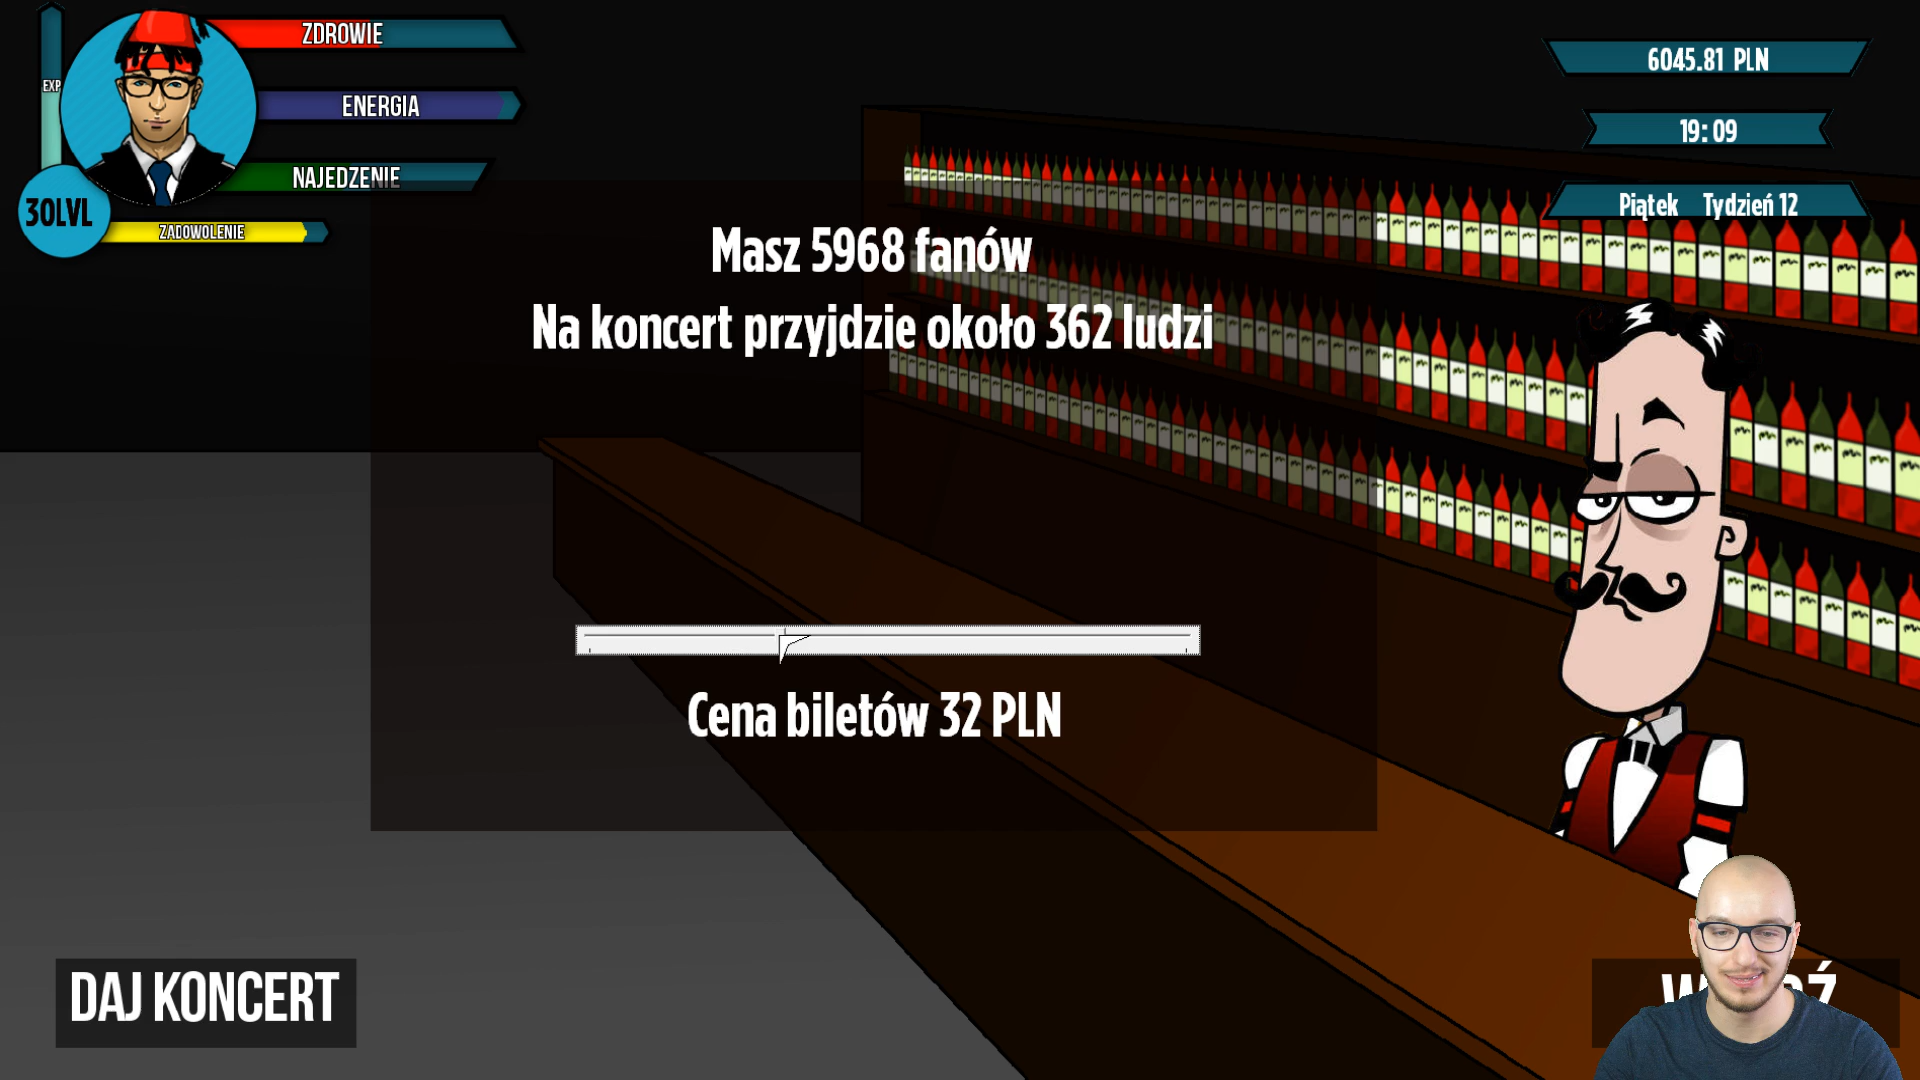 ZDROWIE
6045.81 PLN
EXP
ENERGIA
19:09
NAJEDZENIE
30LVL
Piątek Tydzień 12
ZADOWOLENIE
Masz 5968 fanów
Na koncert przyjdzie około 362 ludzi
Cena biletów 32 PLN
DAJ KONCERT